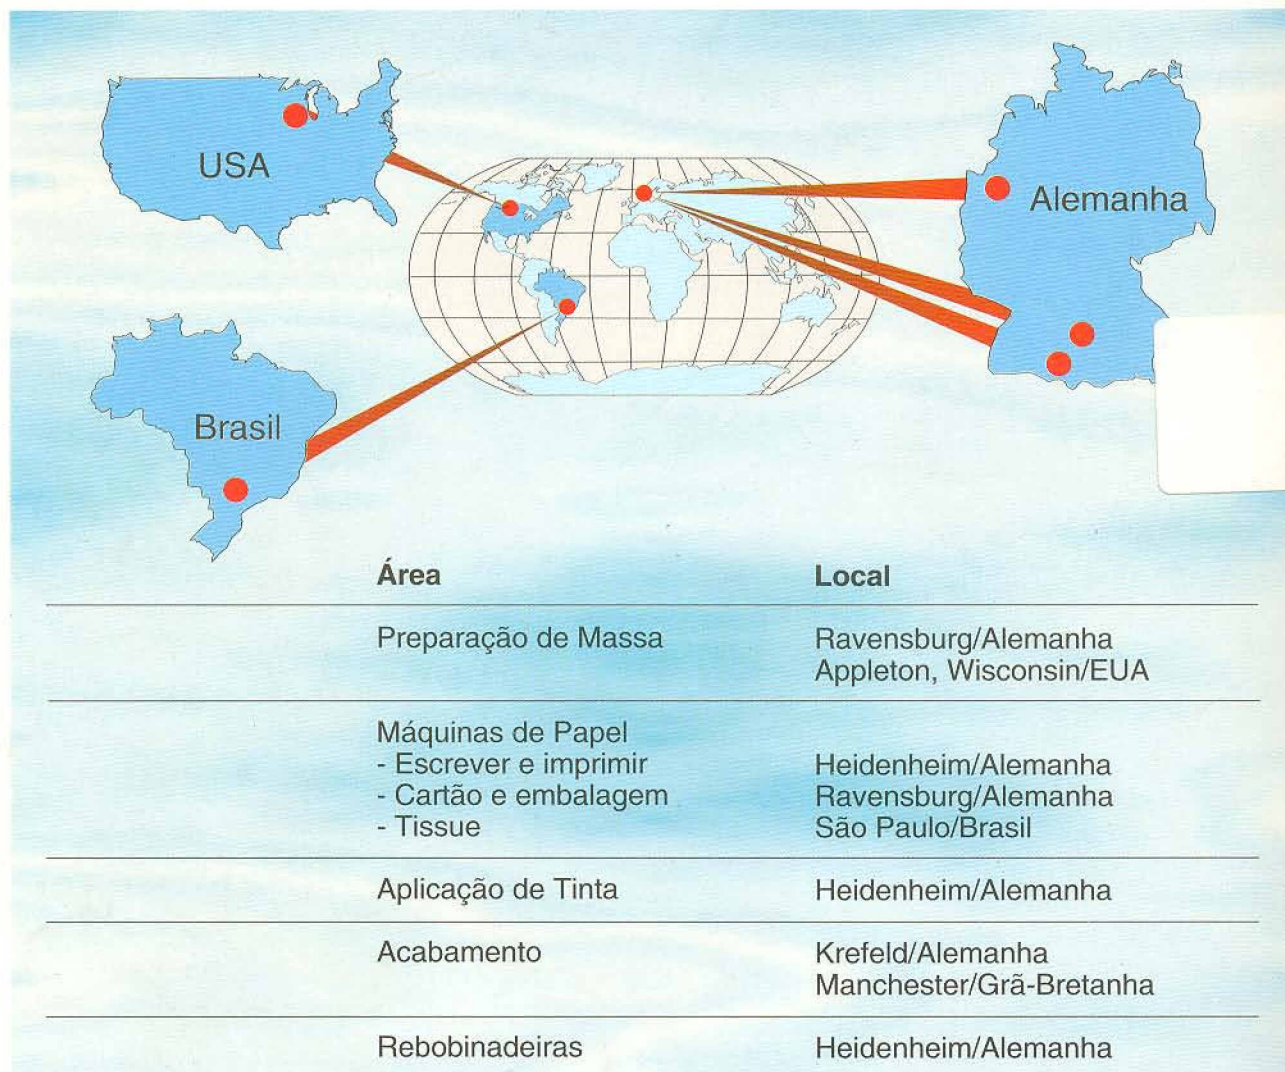 USA
Alemanha
Brasil
Área Local
Preparação de Massa Ravensburg/Alemanha
Appleton, Wisconsin/EUA
Máquinas de Papel
- Escrever e imprimir Heidenheim/Alemanha
- Cartão e embalagem Ravensburg/Alemanha
- Tissue São Paulo/Brasil
Aplicação de Tinta Heidenheim/Alemanha
Acabamento Krefeld/Alemanha
Manchester/Grã-Bretanha
Rebobinadeiras Heidenheim/Alemanha